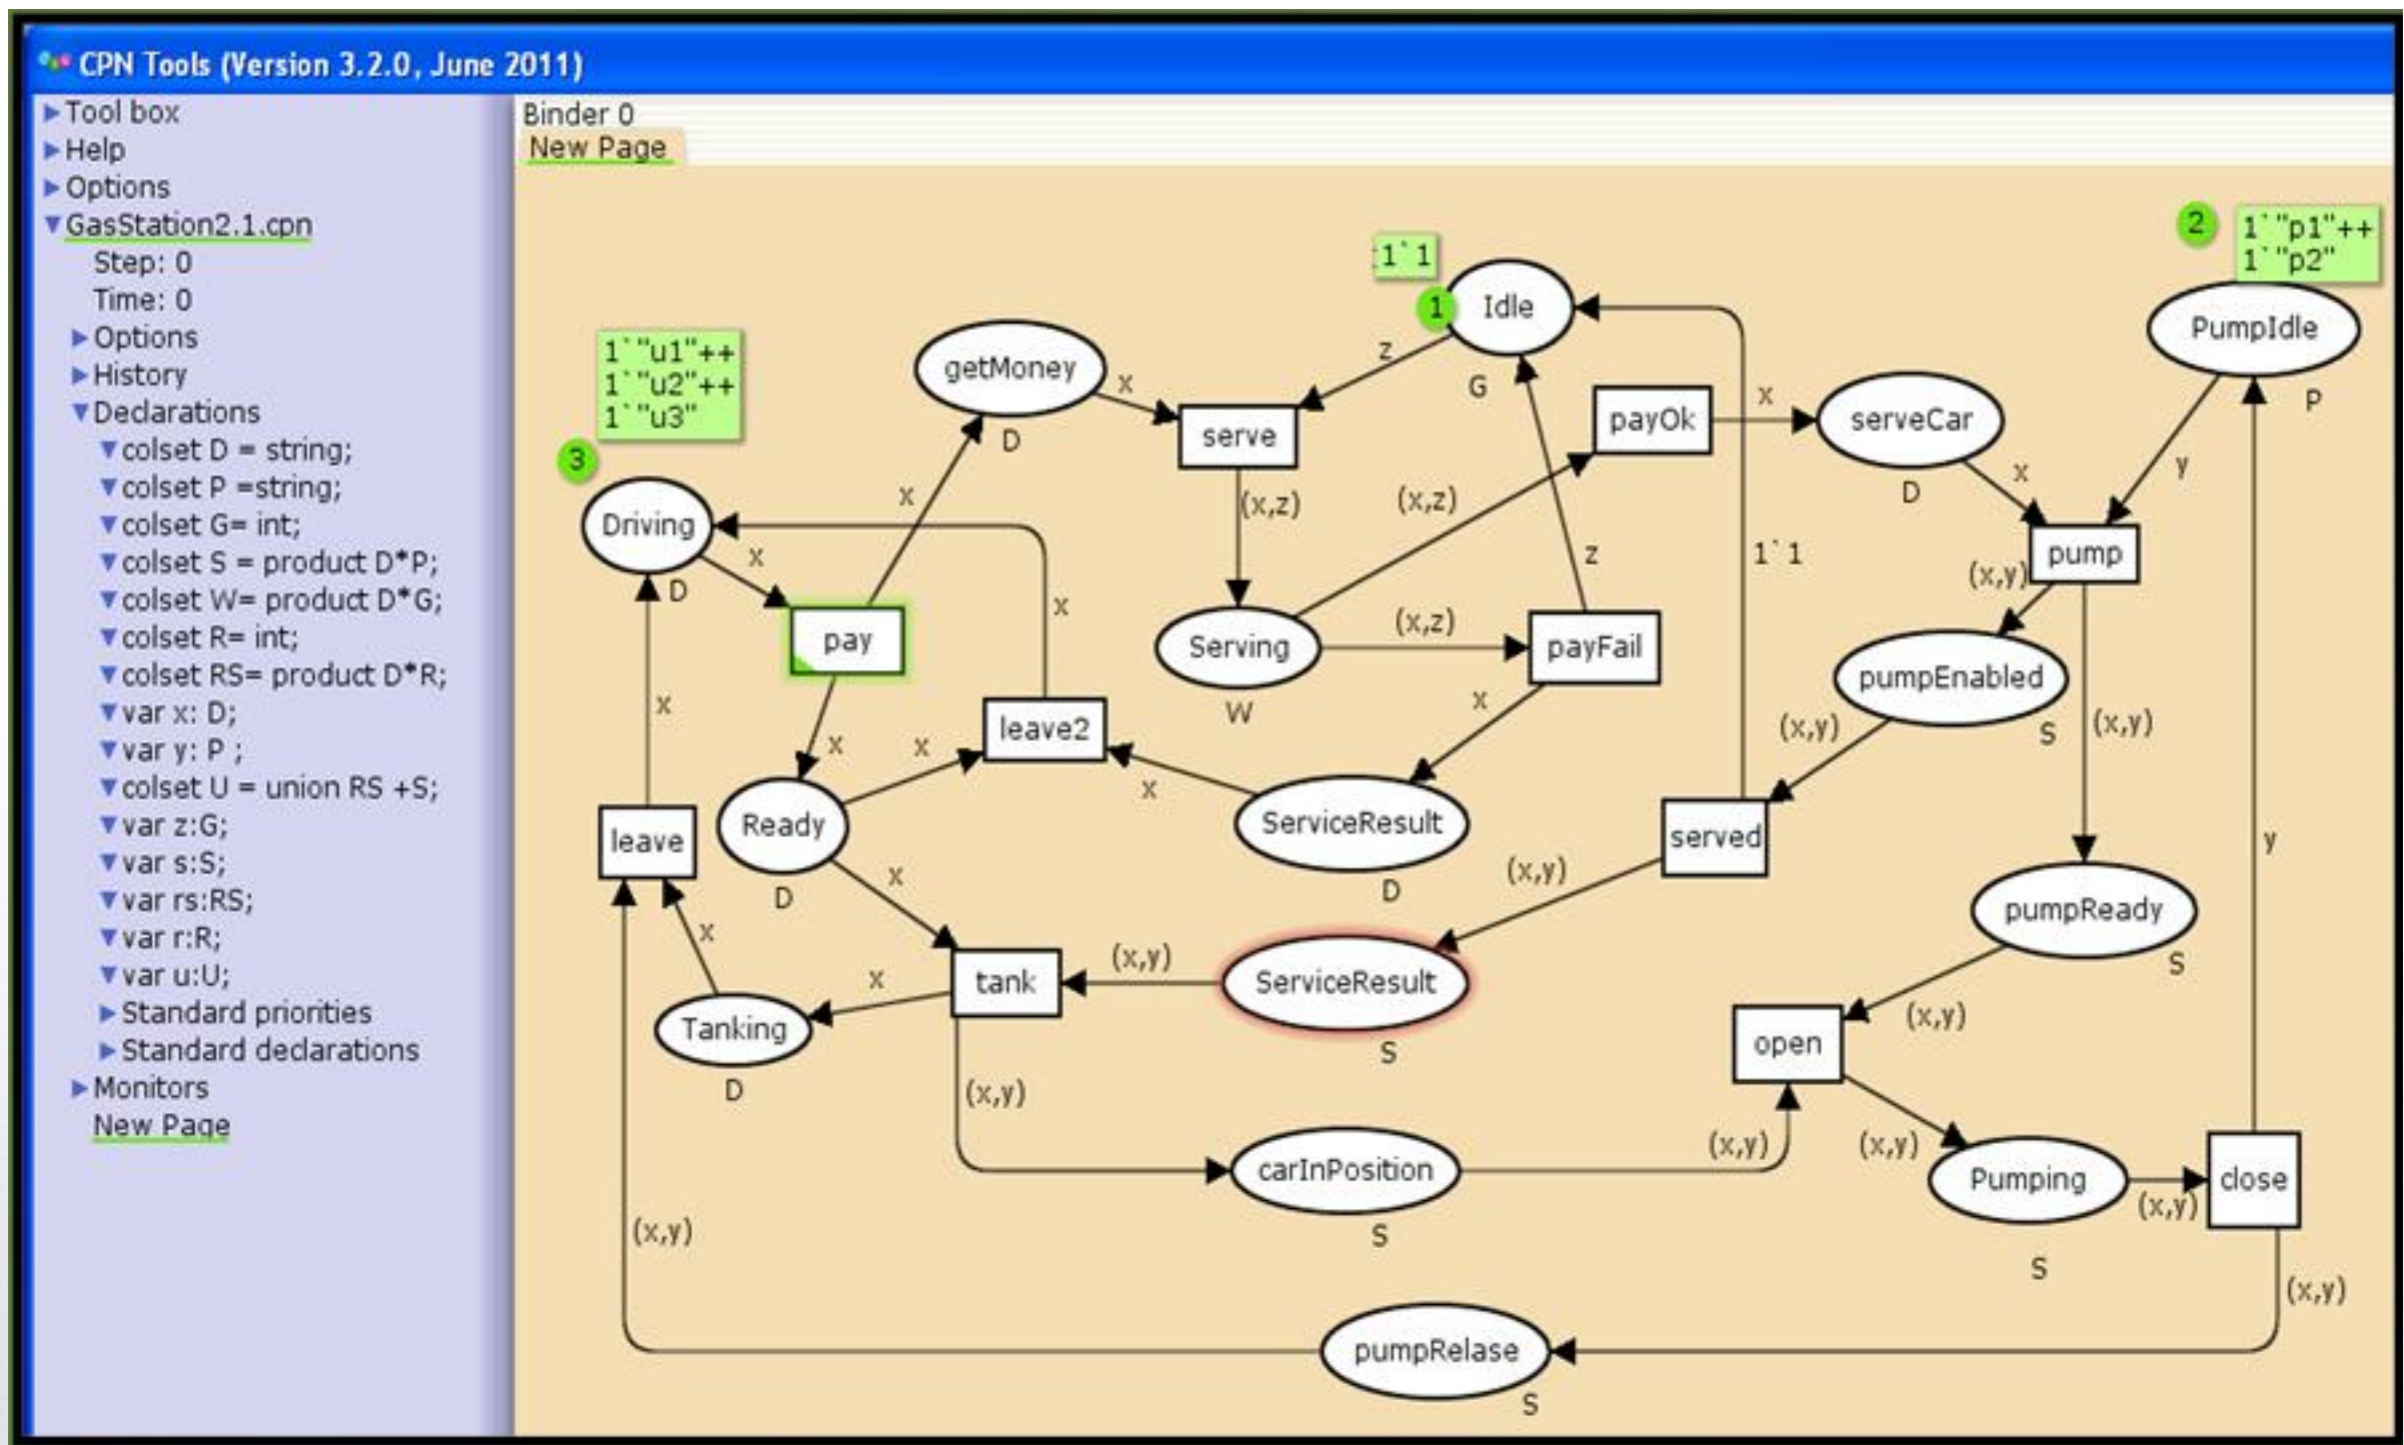 CPN Tools (Version 3.2.0, June 2011)
Tool box
Help
Options
GasStation2.1.cpn
Step: 0
Time: 0
Options
History
Declarations
colset D = string;
colset P =string;
colset G= int;
colset S = product D*P;
colset W= product D*G;
colset R= int;
colset RS= product D*R;
var x: D;
var y: P ;
colset U = union RS +S;
var z:G;
var s:S;
var rs:RS;
var r:R;
var u:U;
Standard priorities
Standard declarations
Monitors
New Page
Binder 0
New Page
2
1`"p1"++
1`"p2"
1`1
1
Idle
G
PumpIdle
P
1`"u1"++
1`"u2"++
1`"u3"
3
getMoney
D
x
z
serve
payOk
x
serveCar
D
x
y
Driving
D
x
x
(x,z)
(x,z)
z
1`1
pump
(x,y)
pay
x
Serving
W
(x,z)
payFail
pumpEnabled
S
(x,y)
x
x
x
leave2
x
(x,y)
leave
Ready
D
x
ServiceResult
D
served
y
x
x
(x,y)
pumpReady
S
x
tank
(x,y)
ServiceResult
S
(x,y)
Tanking
D
open
(x,y)
carInPosition
S
(x,y)
(x,y)
Pumping
S
(x,y)
close
(x,y)
(x,y)
pumpRelase
S